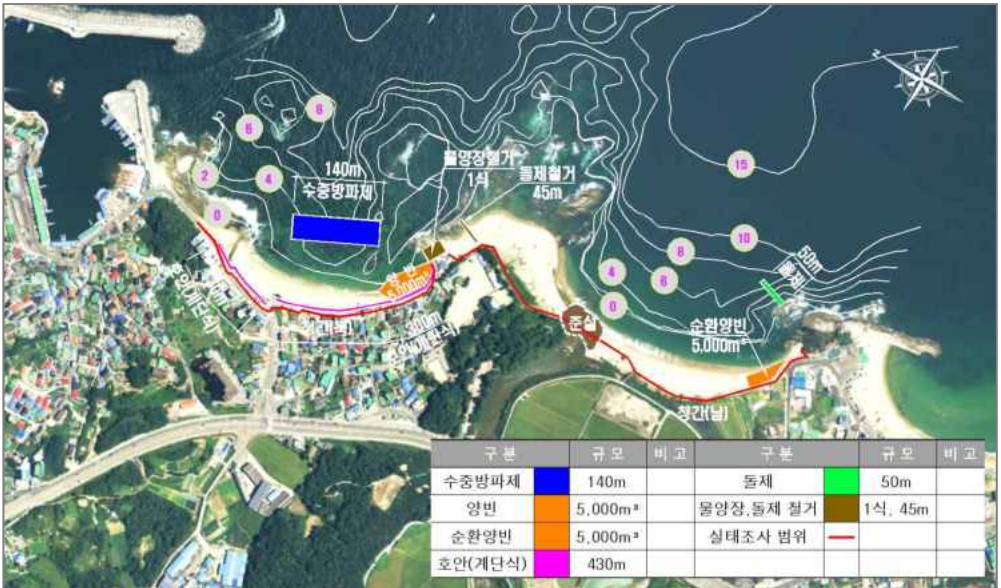 N
8
6
15
140m
수중방파제
물양장철거
1식
돌제철거
45m
4
2
0
10
8
50m
돌제
6
4
0
5,000m³
300m
준설
순환양빈
5,000m³
청간(남)
구분 규모 비고 구분 규모 비고
수중방파제 140m 돌제 50m
양빈 5,000m³ 물양장,돌제 철거 1식, 45m
순환양빈 5,000m³ 실태조사 범위
호안(계단식) 430m